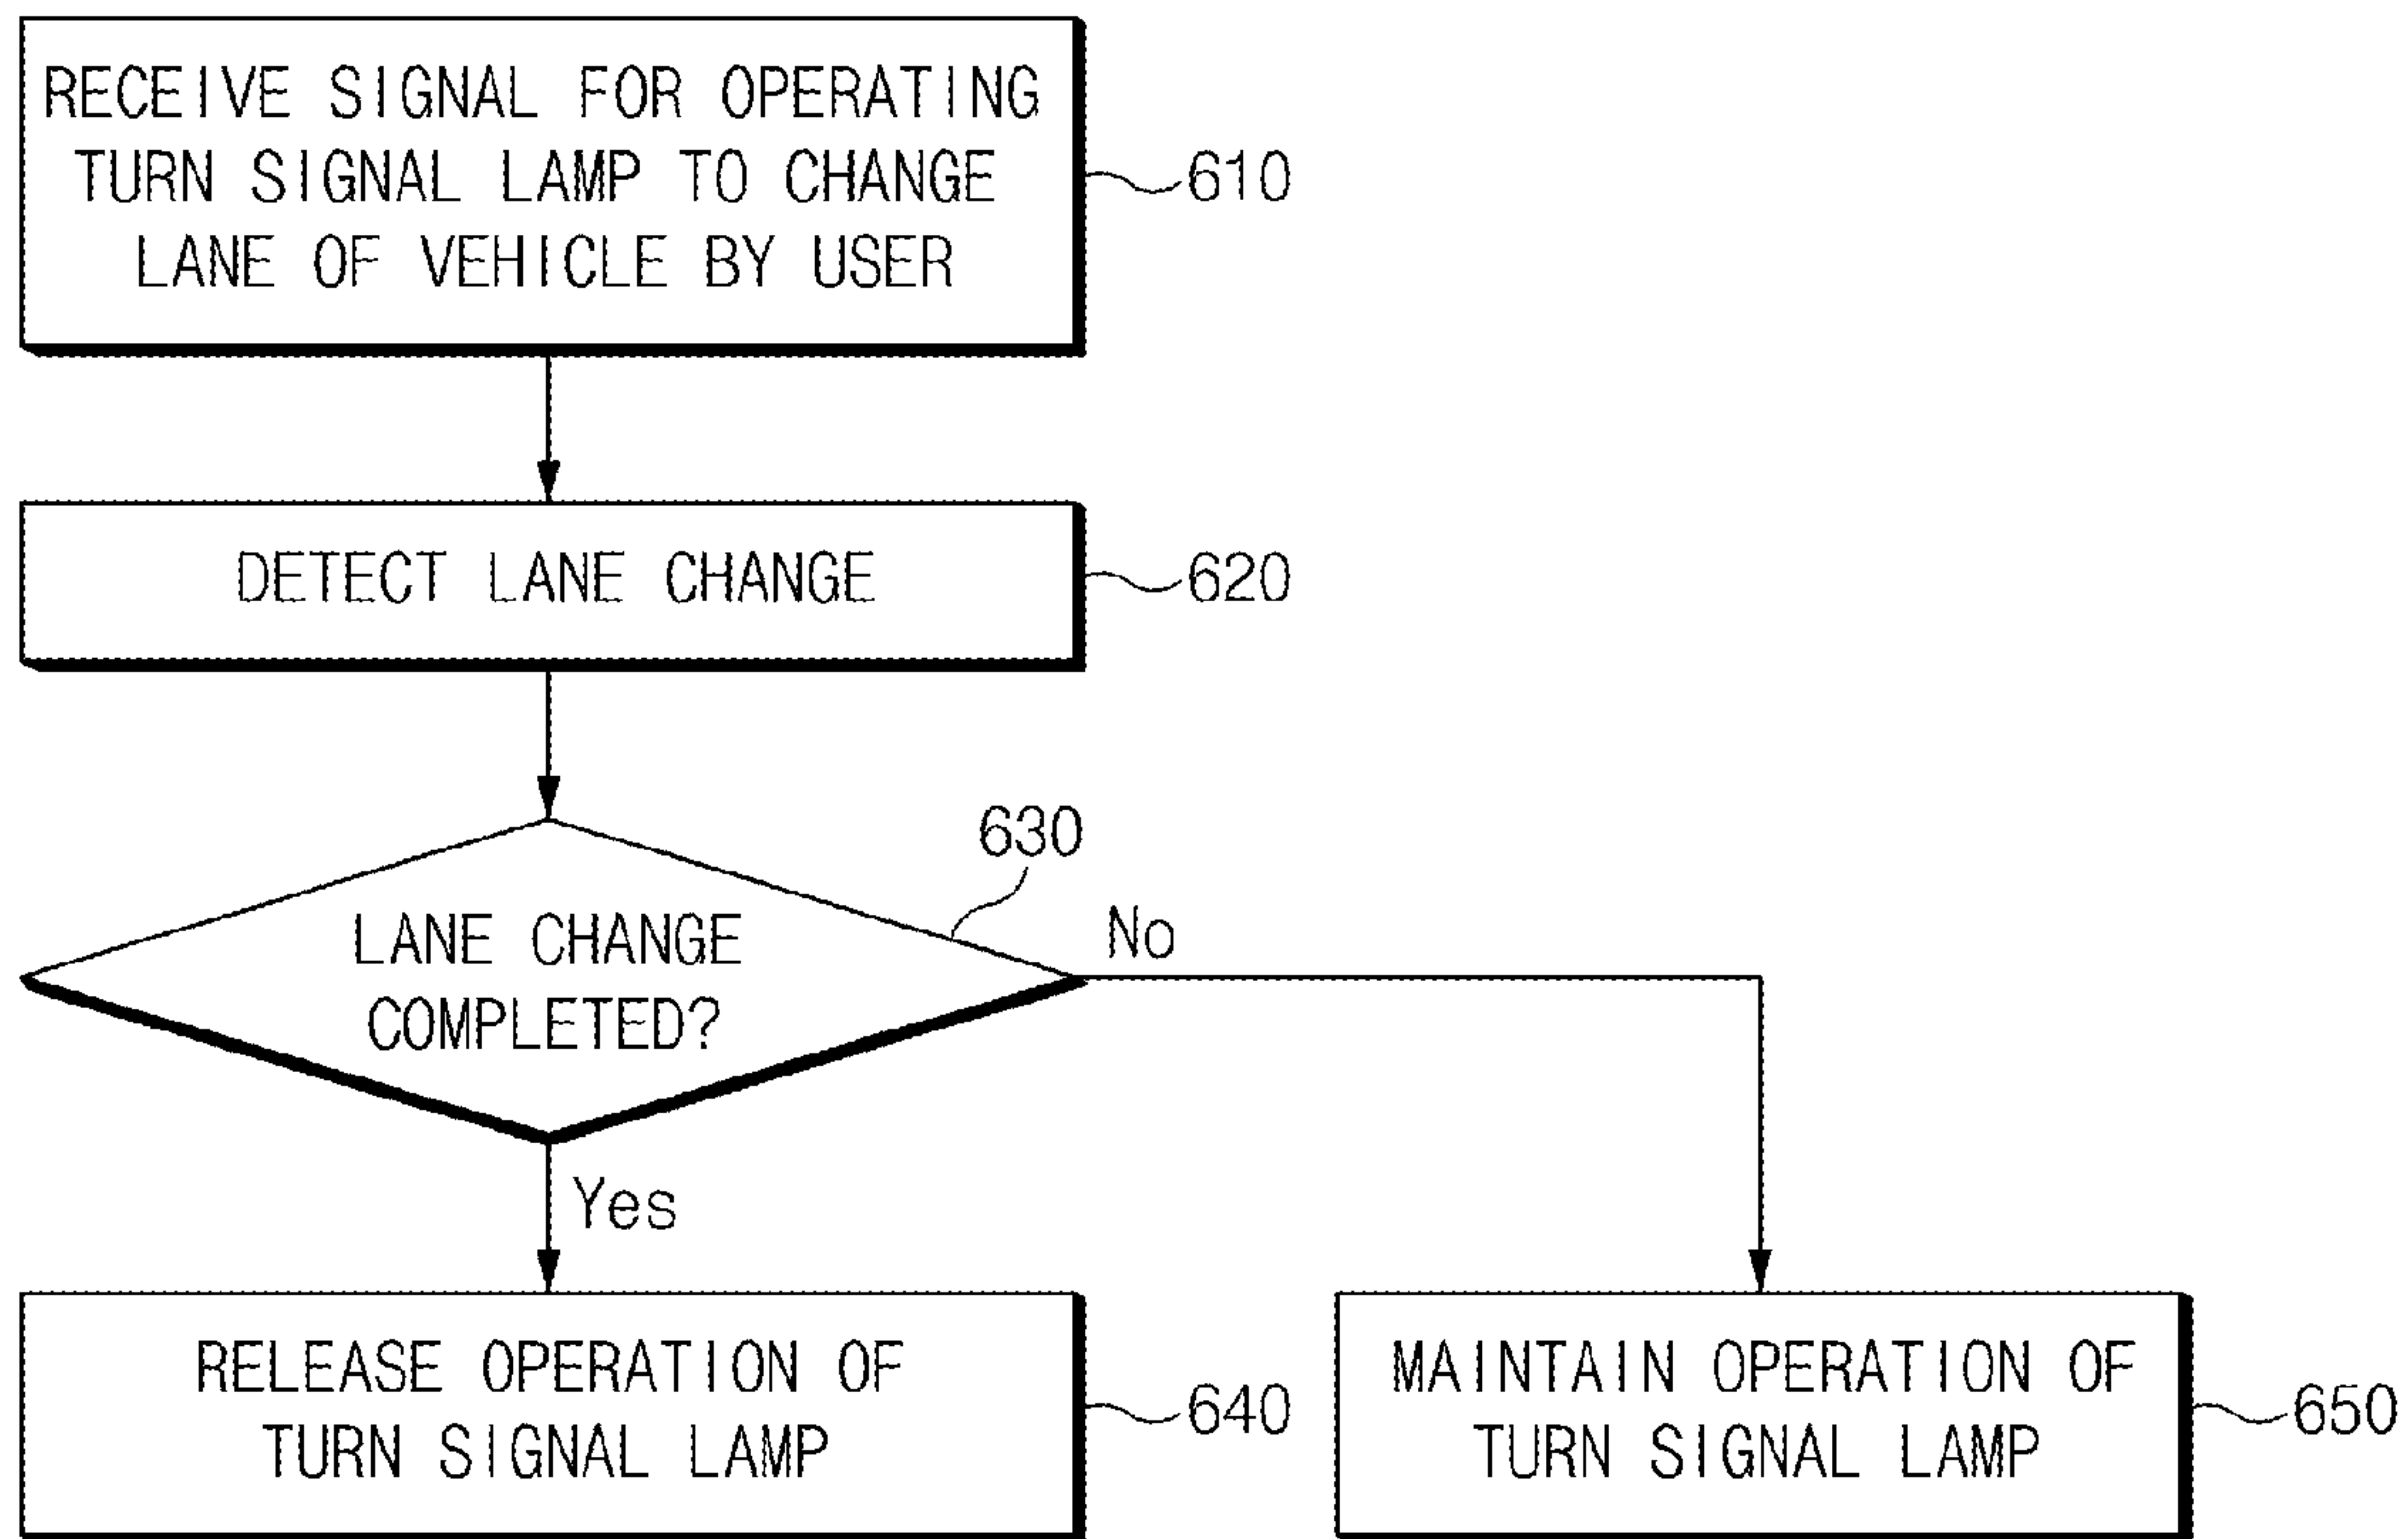 RECEIVE SIGNAL FOR OPERATING
TURN SIGNAL LAMP TO CHANGE
LANE OF VEHICLE BY USER
610
DETECT LANE CHANGE
620
630
LANE CHANGE
COMPLETED?
No
Yes
RELEASE OPERATION OF
TURN SIGNAL LAMP
640
MAINTAIN OPERATION OF
TURN SIGNAL LAMP
650